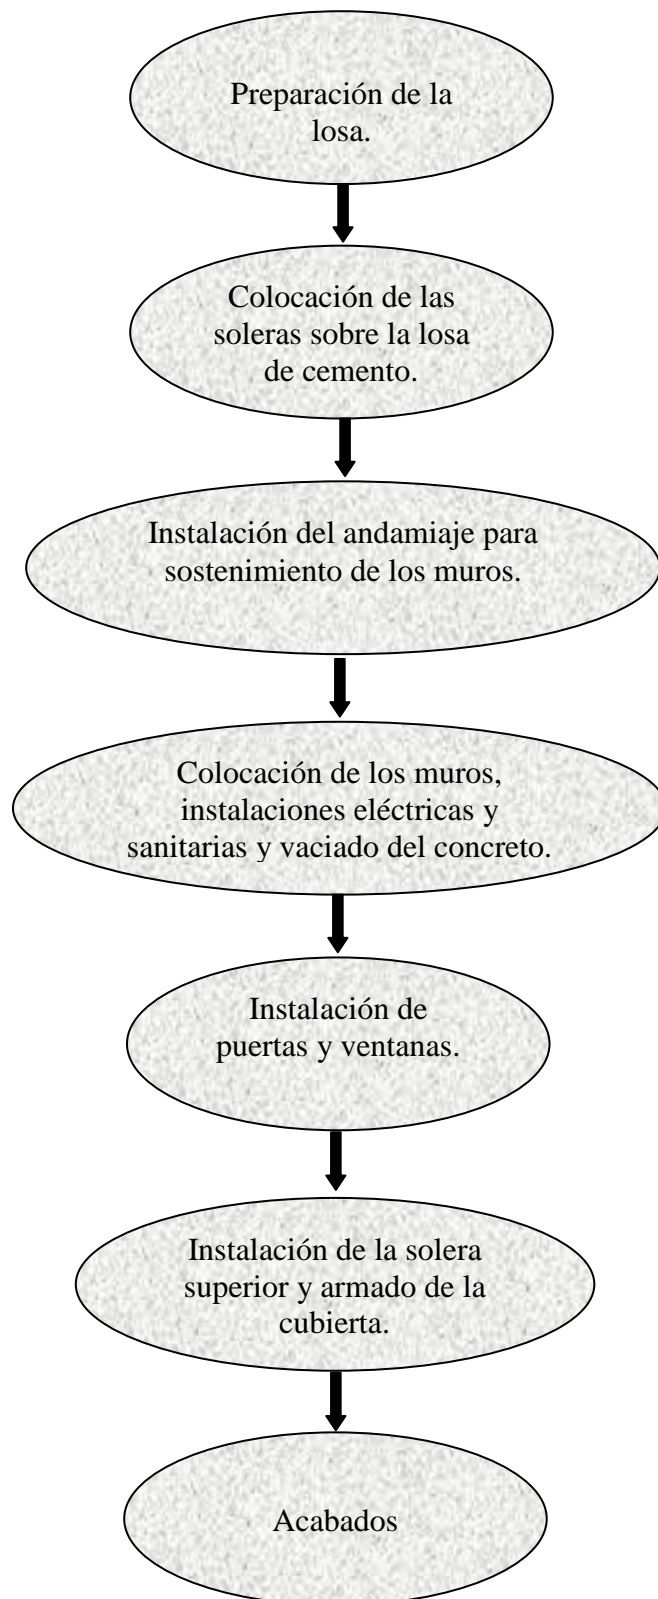 Preparación de la
losa.
Colocación de las
soleras sobre la losa
de cemento.
Instalación del andamiaje para
sostenimiento de los muros.
Colocación de los muros,
instalaciones eléctricas y
sanitarias y vaciado del concreto.
Instalación de
puertas y ventanas.
Instalación de la solera
superior y armado de la
cubierta.
Acabados